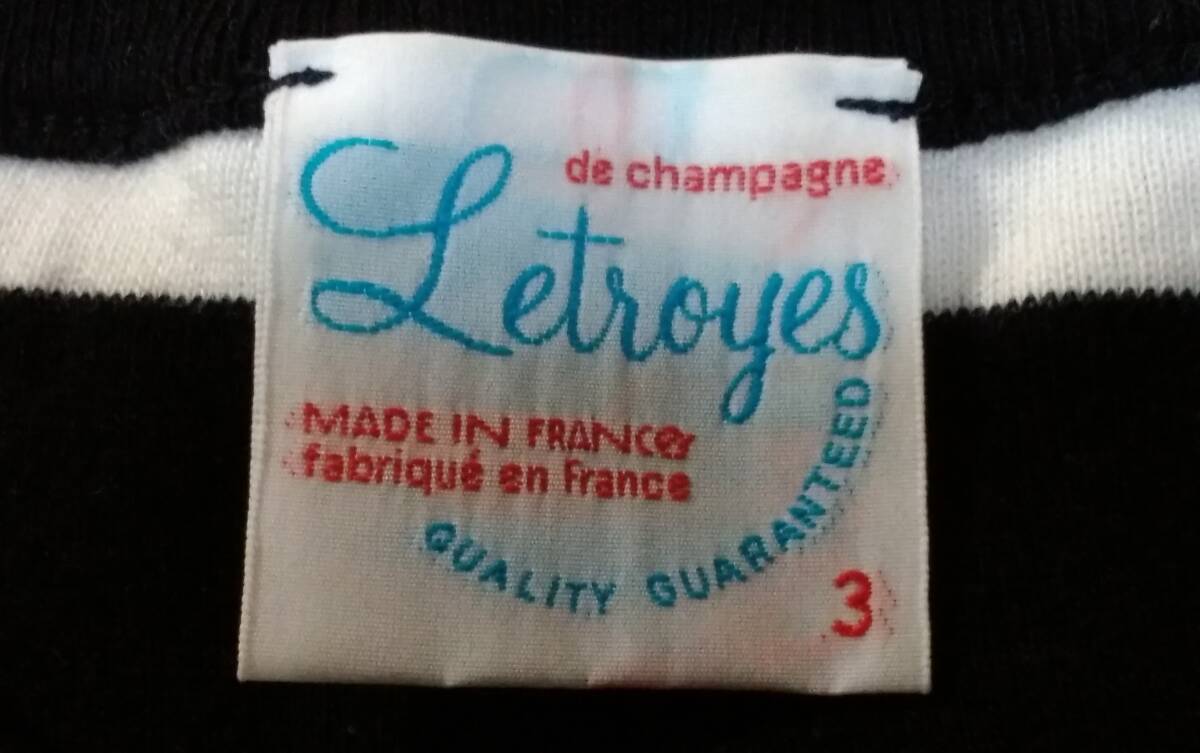 de champagne
Letroyes
MADE IN FRANCE
fabriqué en France
QUALITY GUARANTEED
3